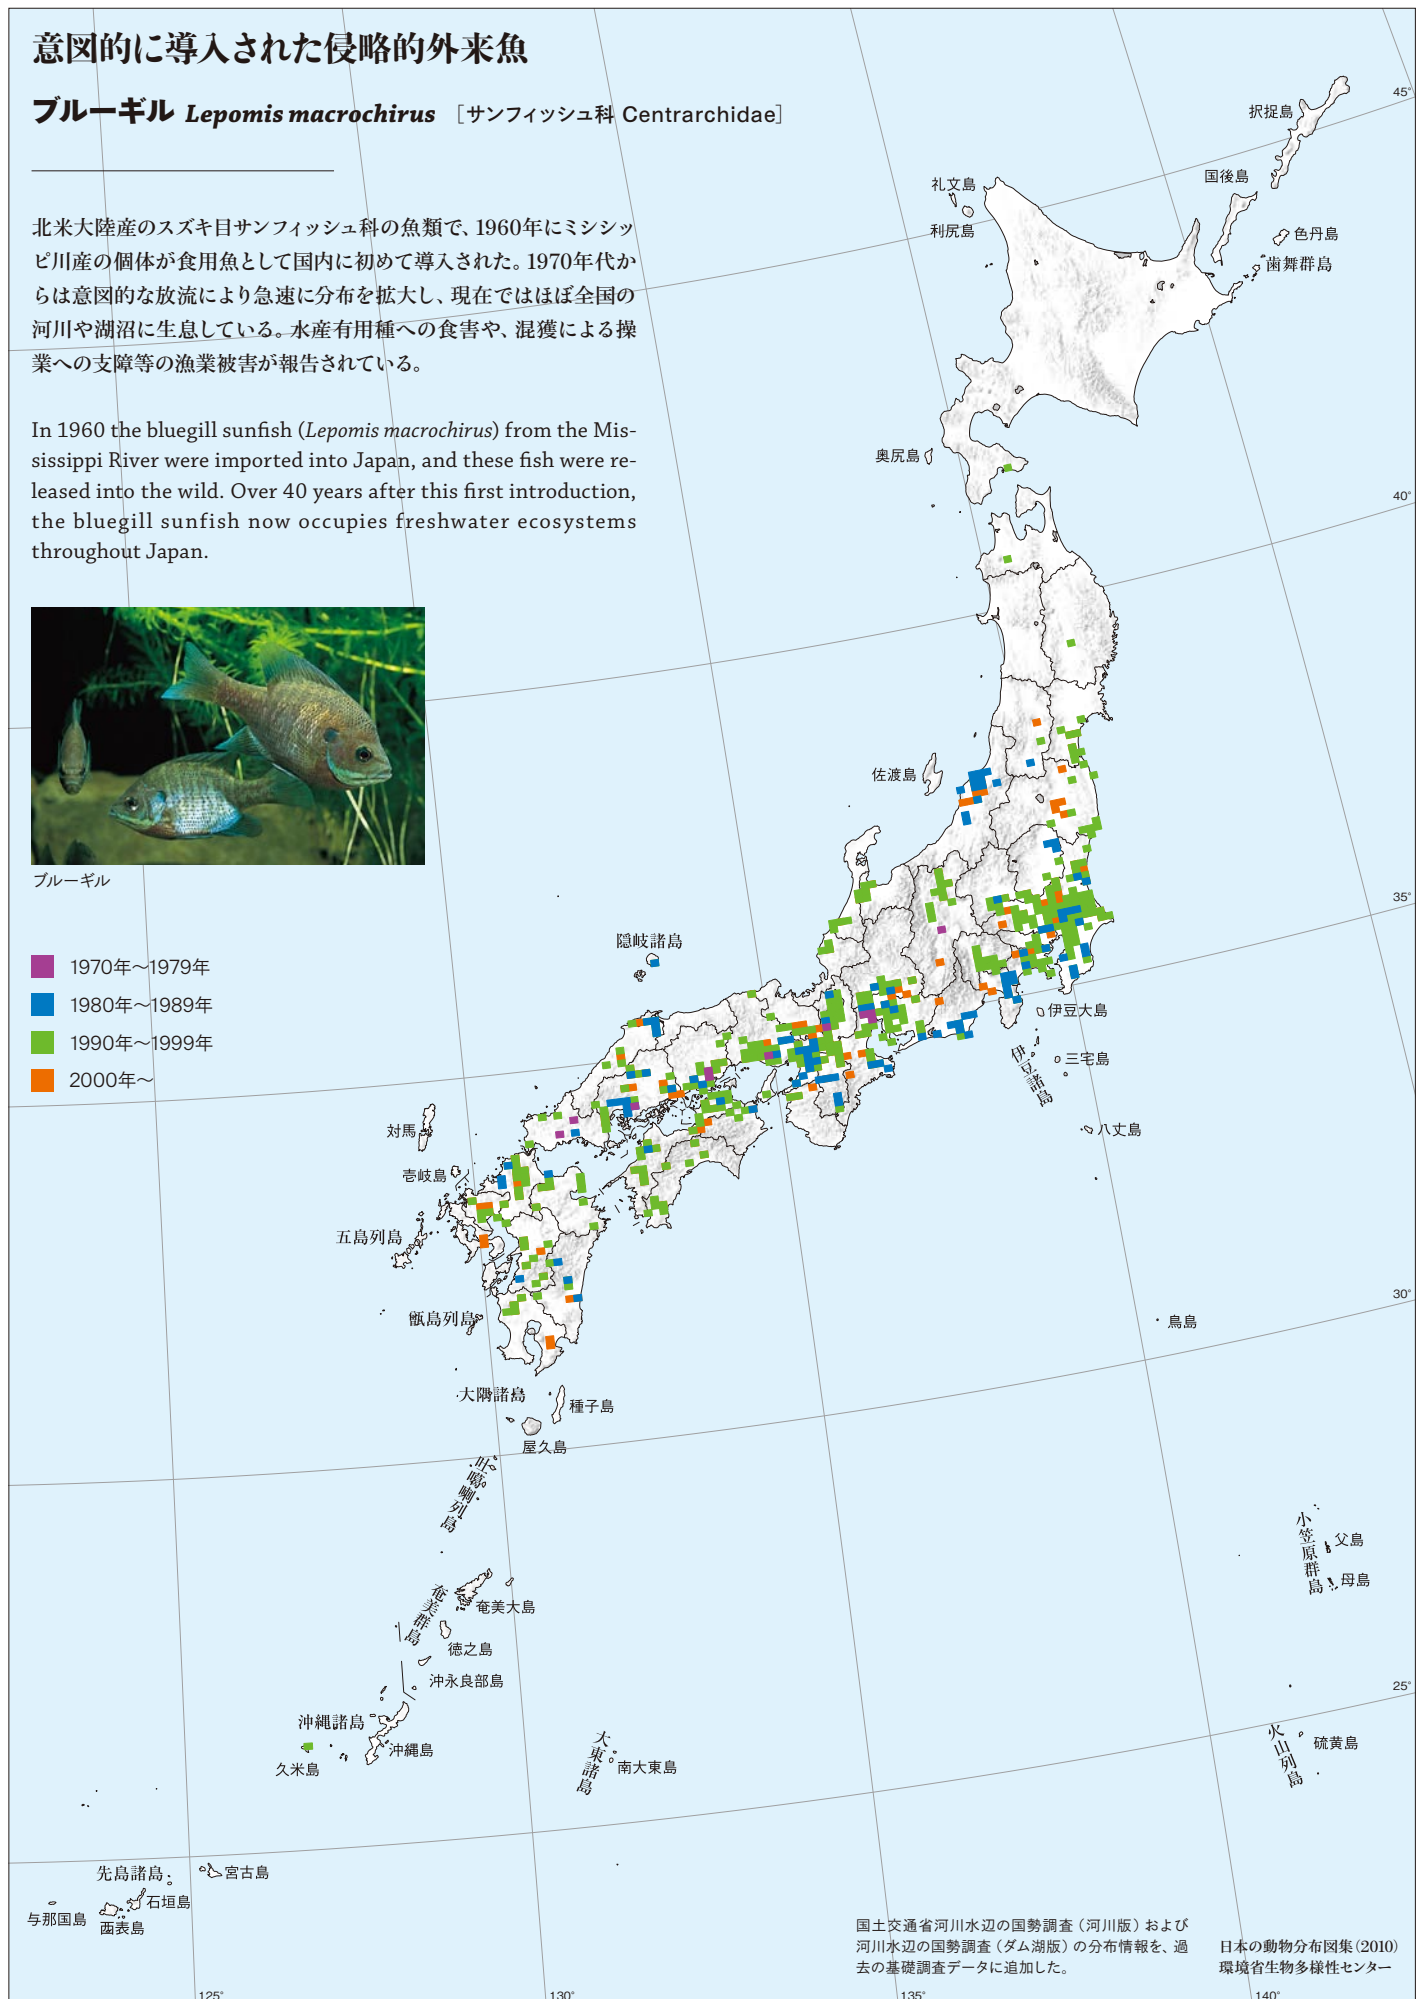 意図的に導入された侵略的外来魚
ブルーギル Lepomis macrochirus ［サンフィッシュ科 Centrarchidae］
北米大陸産のスズキ目サンフィッシュ科の魚類で、1960年にミシシッ
ピ川産の個体が食用魚として国内に初めて導入された。1970年代か
らは意図的な放流により急速に分布を拡大し、現在ではほぼ全国の
河川や湖沼に生息している。水産有用種への食害や、混獲による操
業への支障等の漁業被害が報告されている。
In 1960 the bluegill sunfish (Lepomis macrochirus) from the Mis-
sissippi River were imported into Japan, and these fish were re-
leased into the wild. Over 40 years after this first introduction,
the bluegill sunfish now occupies freshwater ecosystems
throughout Japan.
ブルーギル
1970年～1979年
1980年～1989年
1990年～1999年
2000年～
45°
択捉島
国後島
礼文島
利尻島
色丹島
歯舞群島
奥尻島
40°
佐渡島
35°
隠岐諸島
伊豆大島
伊豆諸島
三宅島
八丈島
対馬
壱岐島
五島列島
甑島列島
30°
鳥島
大隅諸島
種子島
屋久島
吐噶喇列島
小笠原群島
父島
母島
奄美群島
奄美大島
徳之島
沖永良部島
25°
沖縄諸島
沖縄島
久米島
大東諸島
南大東島
火山列島
硫黄島
先島諸島
宮古島
石垣島
与那国島
西表島
国土交通省河川水辺の国勢調査（河川版）および
河川水辺の国勢調査（ダム湖版）の分布情報を、過
去の基礎調査データに追加した。
日本の動物分布図集（2010）
環境省生物多様性センター
125°
130°
135°
140°